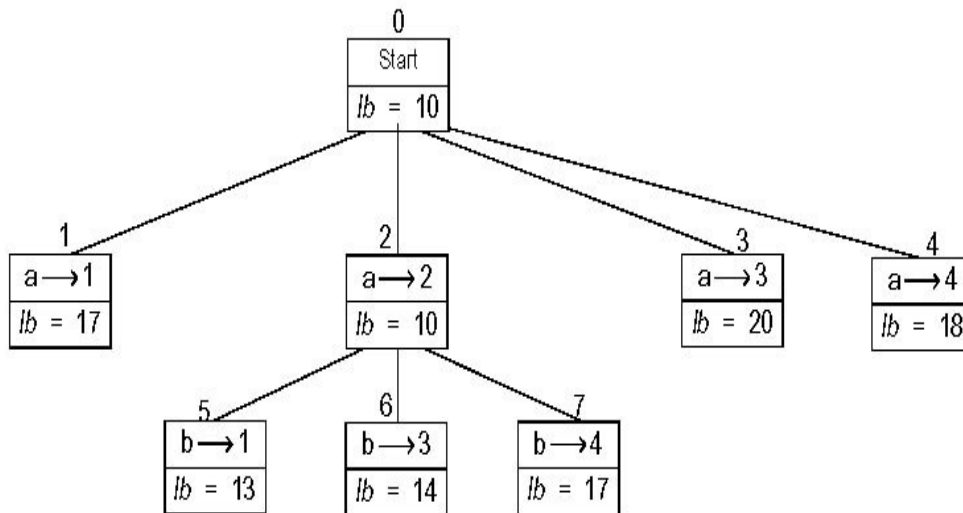 0
Start
lb = 10
1 2 3 4
a⟶1 a⟶2 a⟶3 a⟶4
lb = 17 lb = 10 lb = 20 lb = 18
5 6 7
b⟶1 b⟶3 b⟶4
lb = 13 lb = 14 lb = 17